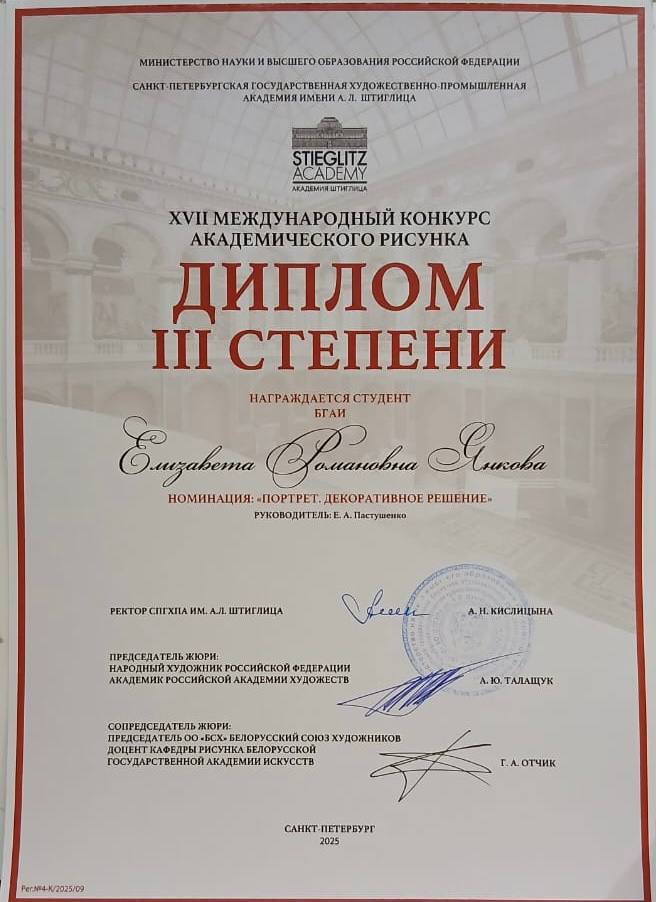 МИНИСТЕРСТВО НАУКИ И ВЫСШЕГО ОБРАЗОВАНИЯ РОССИЙСКОЙ ФЕДЕРАЦИИ
САНКТ-ПЕТЕРБУРГСКАЯ ГОСУДАРСТВЕННАЯ ХУДОЖЕСТВЕННО-ПРОМЫШЛЕННАЯ
АКАДЕМИЯ ИМЕНИ А. Л. ШТИГЛИЦА
STIEGLITZ
ACADEMY
АКАДЕМИЯ ШТИГЛИЦА
XVII МЕЖДУНАРОДНЫЙ КОНКУРС
АКАДЕМИЧЕСКОГО РИСУНКА
ДИПЛОМ
III СТЕПЕНИ
НАГРАЖДАЕТСЯ СТУДЕНТ
БГАИ
Елизавета Романовна Янкова
НОМИНАЦИЯ: «ПОРТРЕТ. ДЕКОРАТИВНОЕ РЕШЕНИЕ»
РУКОВОДИТЕЛЬ: Е. А. Пастушенко
РЕКТОР СПГХПА ИМ. А.Л. ШТИГЛИЦА
А. Н. КИСЛИЦЫНА
ПРЕДСЕДАТЕЛЬ ЖЮРИ:
НАРОДНЫЙ ХУДОЖНИК РОССИЙСКОЙ ФЕДЕРАЦИИ
АКАДЕМИК РОССИЙСКОЙ АКАДЕМИИ ХУДОЖЕСТВ
А. Ю. ТАЛАЩУК
СОПРЕДСЕДАТЕЛЬ ЖЮРИ:
ПРЕДСЕДАТЕЛЬ ОО «БСХ» БЕЛОРУССКИЙ СОЮЗ ХУДОЖНИКОВ
ДОЦЕНТ КАФЕДРЫ РИСУНКА БЕЛОРУССКОЙ
ГОСУДАРСТВЕННОЙ АКАДЕМИИ ИСКУССТВ
Г. А. ОТЧИК
САНКТ-ПЕТЕРБУРГ
2025
Рег.№4-К/2025/09